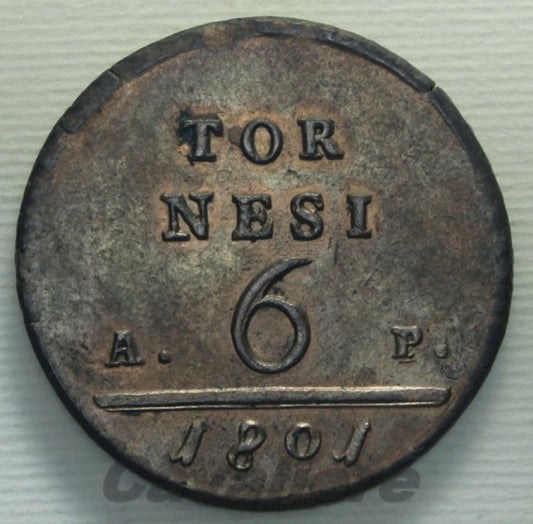 TOR
NESI
6
A. P.
1801